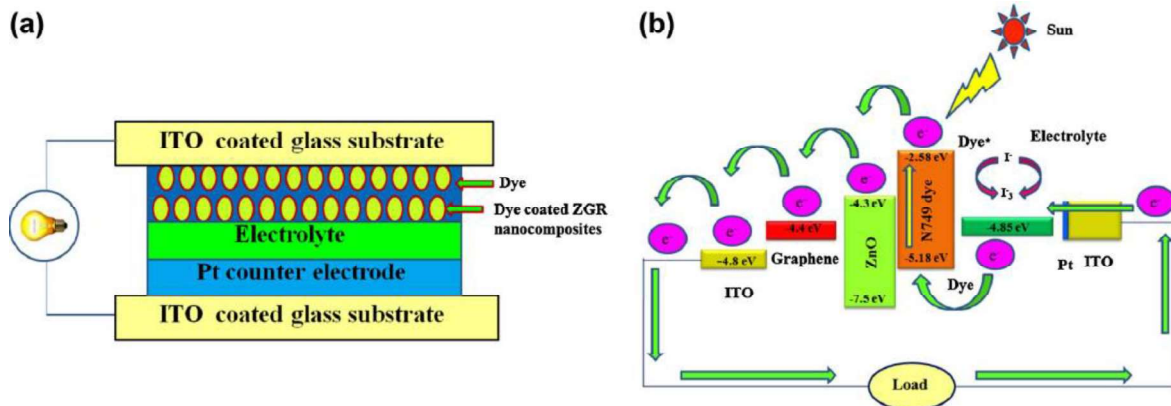 (a)
ITO coated glass substrate
Dye
Dye coated ZGR
nanocomposites
Electrolyte
Pt counter electrode
ITO coated glass substrate
(b)
Sun
e-
Dye*
Electrolyte
-2.58 eV
I-
I-3
e-
e-
e-
e-
e-
-4.3 eV
N749 dye
-4.4 eV
-4.85 eV
Graphene
ZnO
-4.8 eV
-5.18 eV
e-
Pt
ITO
ITO
Dye
-7.5 eV
Load